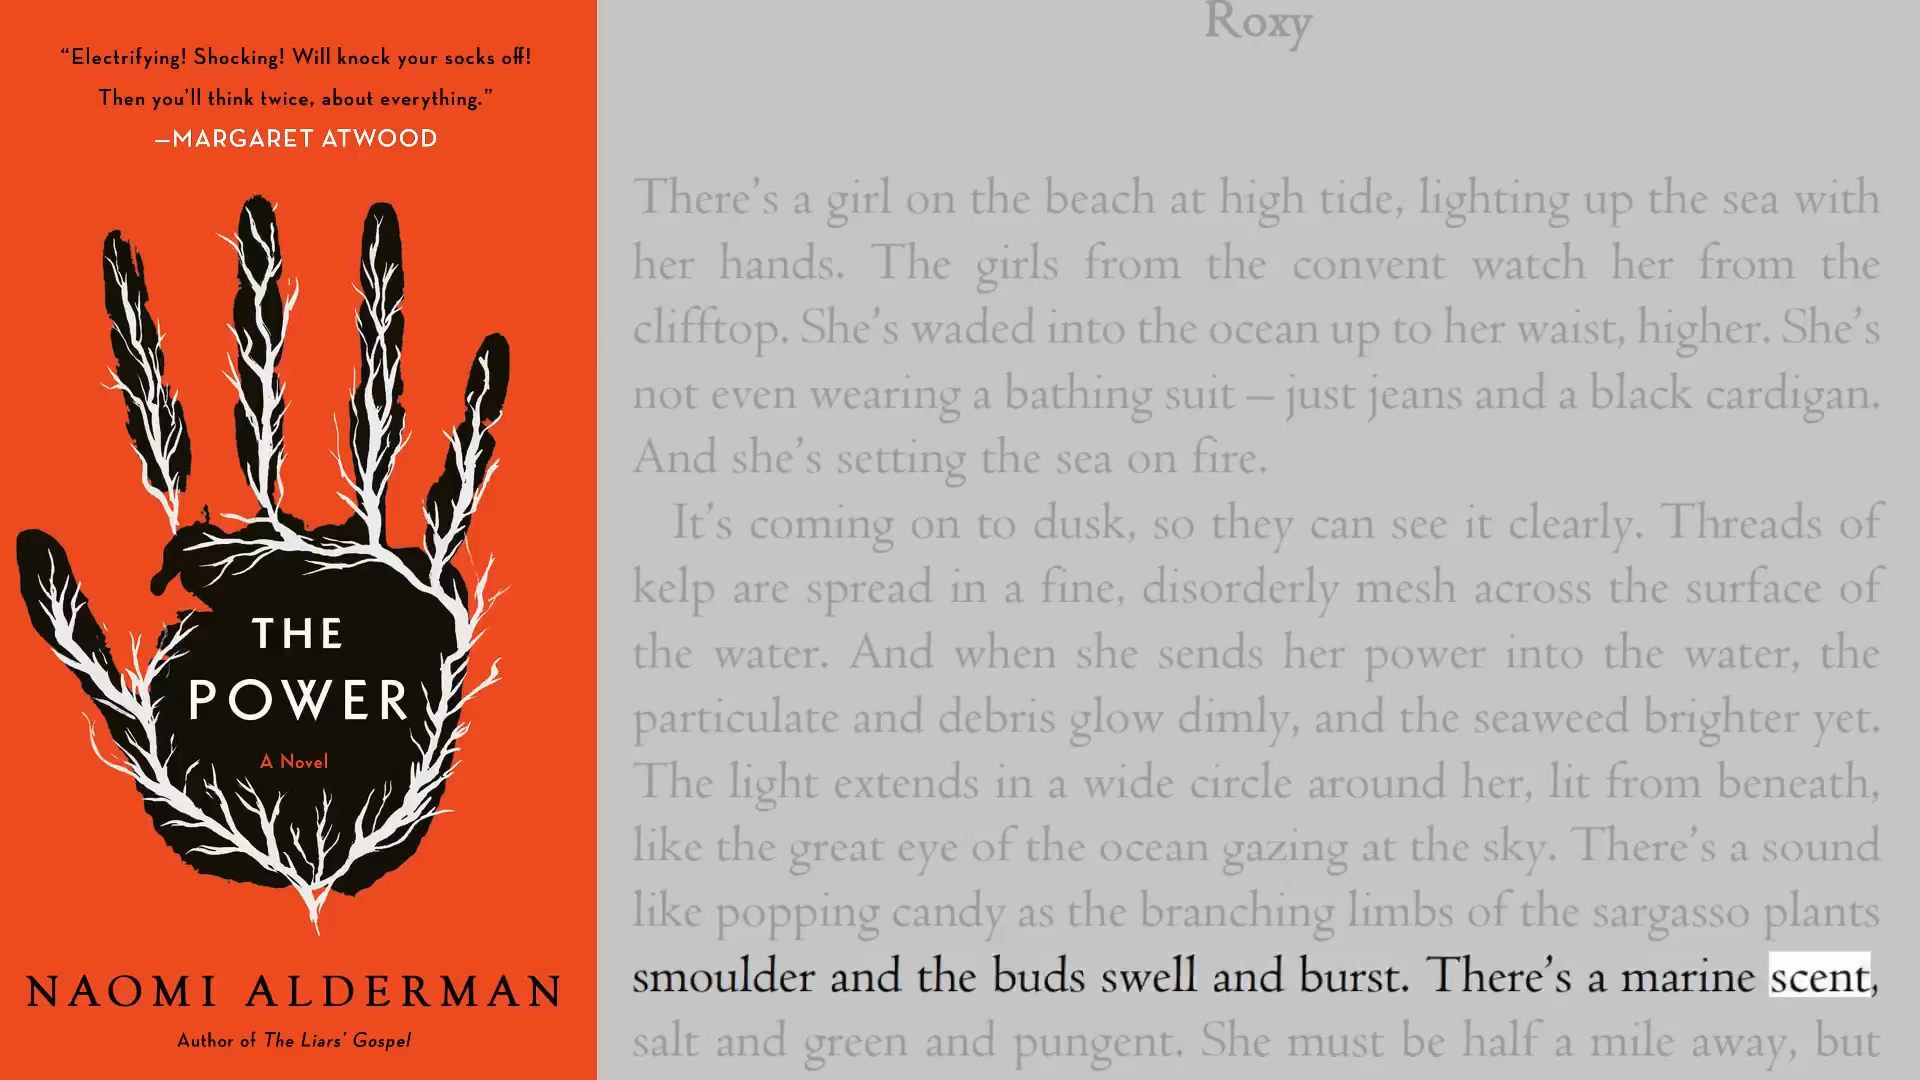 “Electrifying! Shocking! Will knock your socks off!
Then you’ll think twice, about everything.”
—MARGARET ATWOOD
THE
POWER
A Novel
NAOMI ALDERMAN
Author of The Liars’ Gospel
Roxy
There’s a girl on the beach at high tide, lighting up the sea with
her hands. The girls from the convent watch her from the
clifftop. She’s waded into the ocean up to her waist, higher. She’s
not even wearing a bathing suit – just jeans and a black cardigan.
And she’s setting the sea on fire.
It’s coming on to dusk, so they can see it clearly. Threads of
kelp are spread in a fine, disorderly mesh across the surface of
the water. And when she sends her power into the water, the
particulate and debris glow dimly, and the seaweed brighter yet.
The light extends in a wide circle around her, lit from beneath,
like the great eye of the ocean gazing at the sky. There’s a sound
like popping candy as the branching limbs of the sargasso plants
smoulder and the buds swell and burst. There’s a marine scent,
salt and green and pungent. She must be half a mile away, but